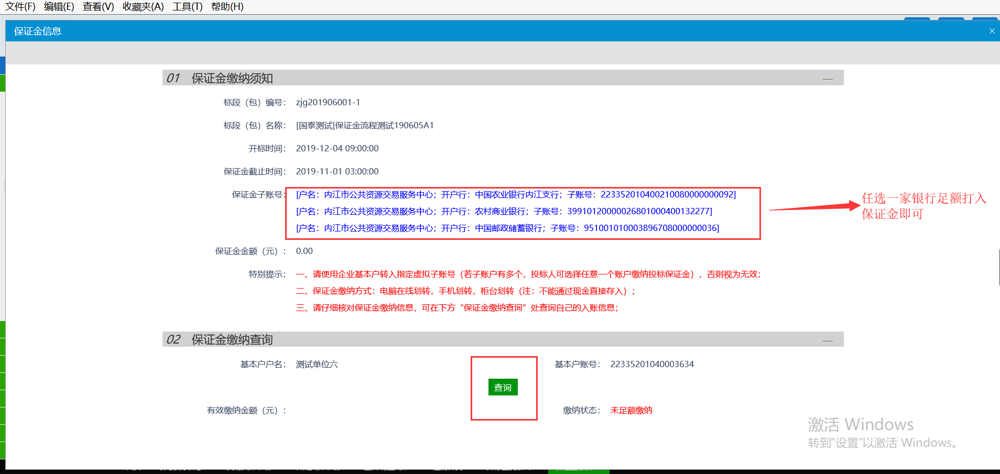 文件(F) 编辑(E) 查看(V) 收藏夹(A) 工具(T) 帮助(H)
保证金信息
01 保证金缴纳须知
标段（包）编号： zjg201906001-1
标段（包）名称： [国泰测试]保证金流程测试190605A1
开标时间： 2019-12-04 09:00:00
保证金截止时间： 2019-11-01 03:00:00
保证金子账号： [户名：内江市公共资源交易服务中心；开户行：中国农业银行内江支行；子账号：223352010400210080000000092]
[户名：内江市公共资源交易服务中心；开户行：农村商业银行；子账号：39910120000026801000400132277]
[户名：内江市公共资源交易服务中心；开户行：中国邮政储蓄银行；子账号：9510010100038967080000000036]
任选一家银行足额打入
保证金即可
保证金金额（元）： 0.00
特别提示： 一、请使用企业基本户转入指定虚拟子账号（若子账户有多个，投标人可选择任意一个账户缴纳投标保证金），否则视为无效；
二、保证金缴纳方式：电脑在线划转，手机划转，柜台划转（注：不能通过现金直接存入）；
三、请仔细核对保证金缴纳信息，可在下方“保证金缴纳查询”处查询自己的入账信息；
02 保证金缴纳查询
基本户户名： 测试单位六 基本户账号： 22335201040003634
查询
有效缴纳金额（元）： 缴纳状态： 未足额缴纳
激活 Windows
转到“设置”以激活 Windows。